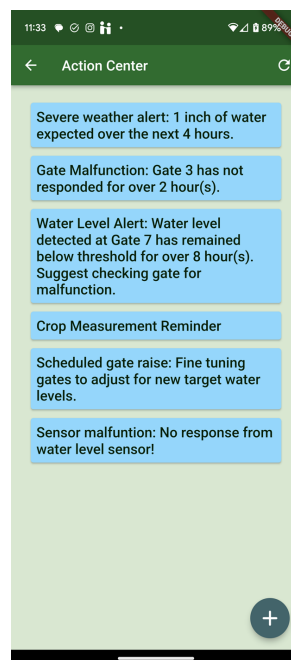 11:33
89%
DEBUG
Action Center
Severe weather alert: 1 inch of water
expected over the next 4 hours.
Gate Malfunction: Gate 3 has not
responded for over 2 hour(s).
Water Level Alert: Water level
detected at Gate 7 has remained
below threshold for over 8 hour(s).
Suggest checking gate for
malfunction.
Crop Measurement Reminder
Scheduled gate raise: Fine tuning
gates to adjust for new target water
levels.
Sensor malfuntion: No response from
water level sensor!